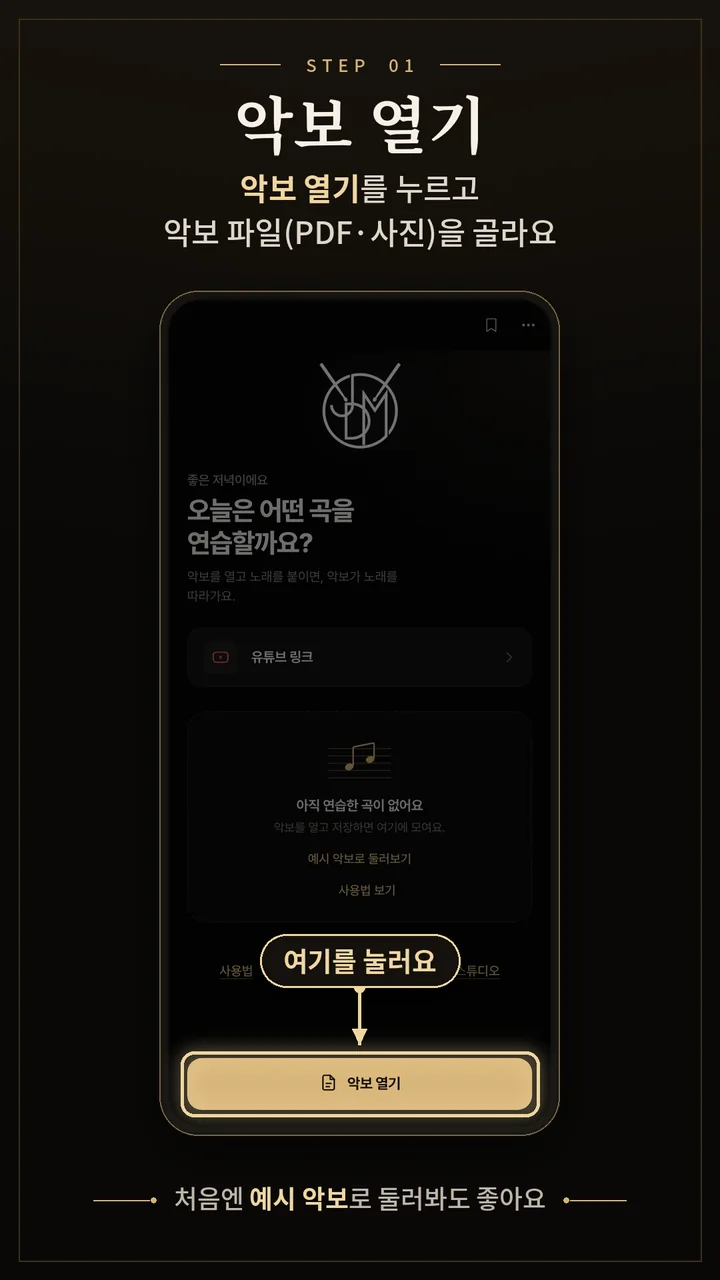 STEP 01
악보 열기
악보 열기를 누르고
악보 파일(PDF·사진)을 골라요
JDM
좋은 저녁이에요
오늘은 어떤 곡을
연습할까요?
악보를 열고 노래를 붙이면, 악보가 노래를
따라가요.
유튜브 링크
아직 연습한 곡이 없어요
악보를 열고 저장하면 여기에 모여요.
예시 악보로 둘러보기
사용법 보기
사용법
여기를 눌러요
스튜디오
악보 열기
처음엔 예시 악보로 둘러봐도 좋아요